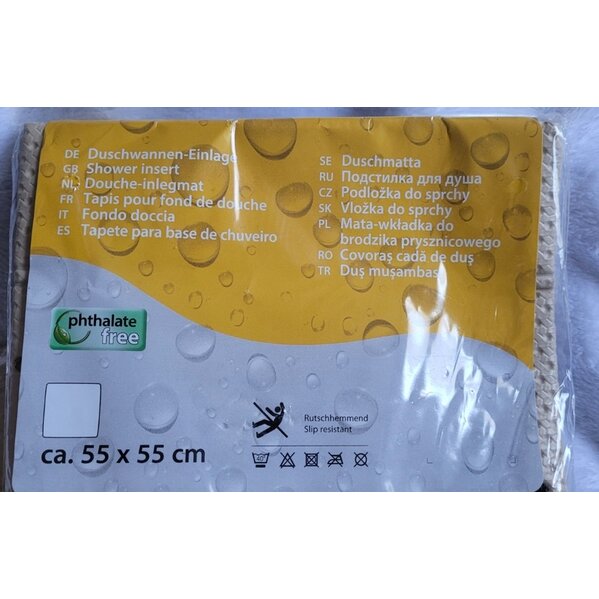 DE Duschwannen-Einlage
GB Shower insert
NL Douche-inlegmat
FR Tapis pour fond de douche
IT Fondo doccia
ES Tapete para base de chuveiro
SE Duschmatta
RU Подстилка для душа
CZ Podložka do sprchy
SK Vložka do sprchy
PL Mata-wkładka do
brodzika prysznicowego
RO Covoraş cadă de duş
TR Duş muşambası
phthalate
free
Rutschhemmend
Slip resistant
ca. 55 x 55 cm
40°